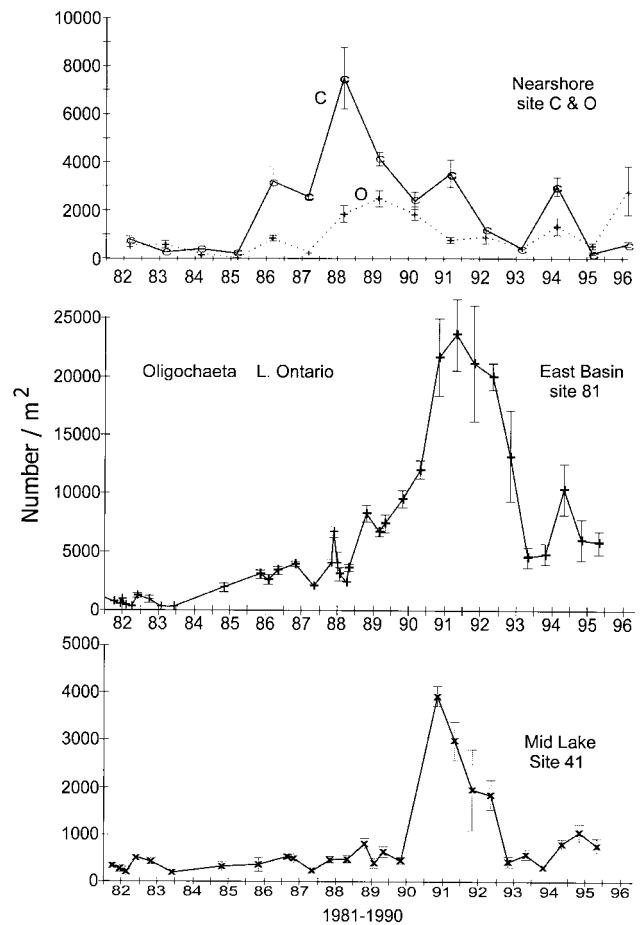 10000
8000
6000
4000
2000
0
C
O
Nearshore
site C & O
82 83 84 85 86 87 88 89 90 91 92 93 94 95 96
Number / m²
25000
20000
15000
10000
5000
0
Oligochaeta L. Ontario
East Basin
site 81
82 83 84 85 86 87 88 89 90 91 92 93 94 95 96
5000
4000
3000
2000
1000
0
Mid Lake
Site 41
82 83 84 85 86 87 88 89 90 91 92 93 94 95 96
1981-1990